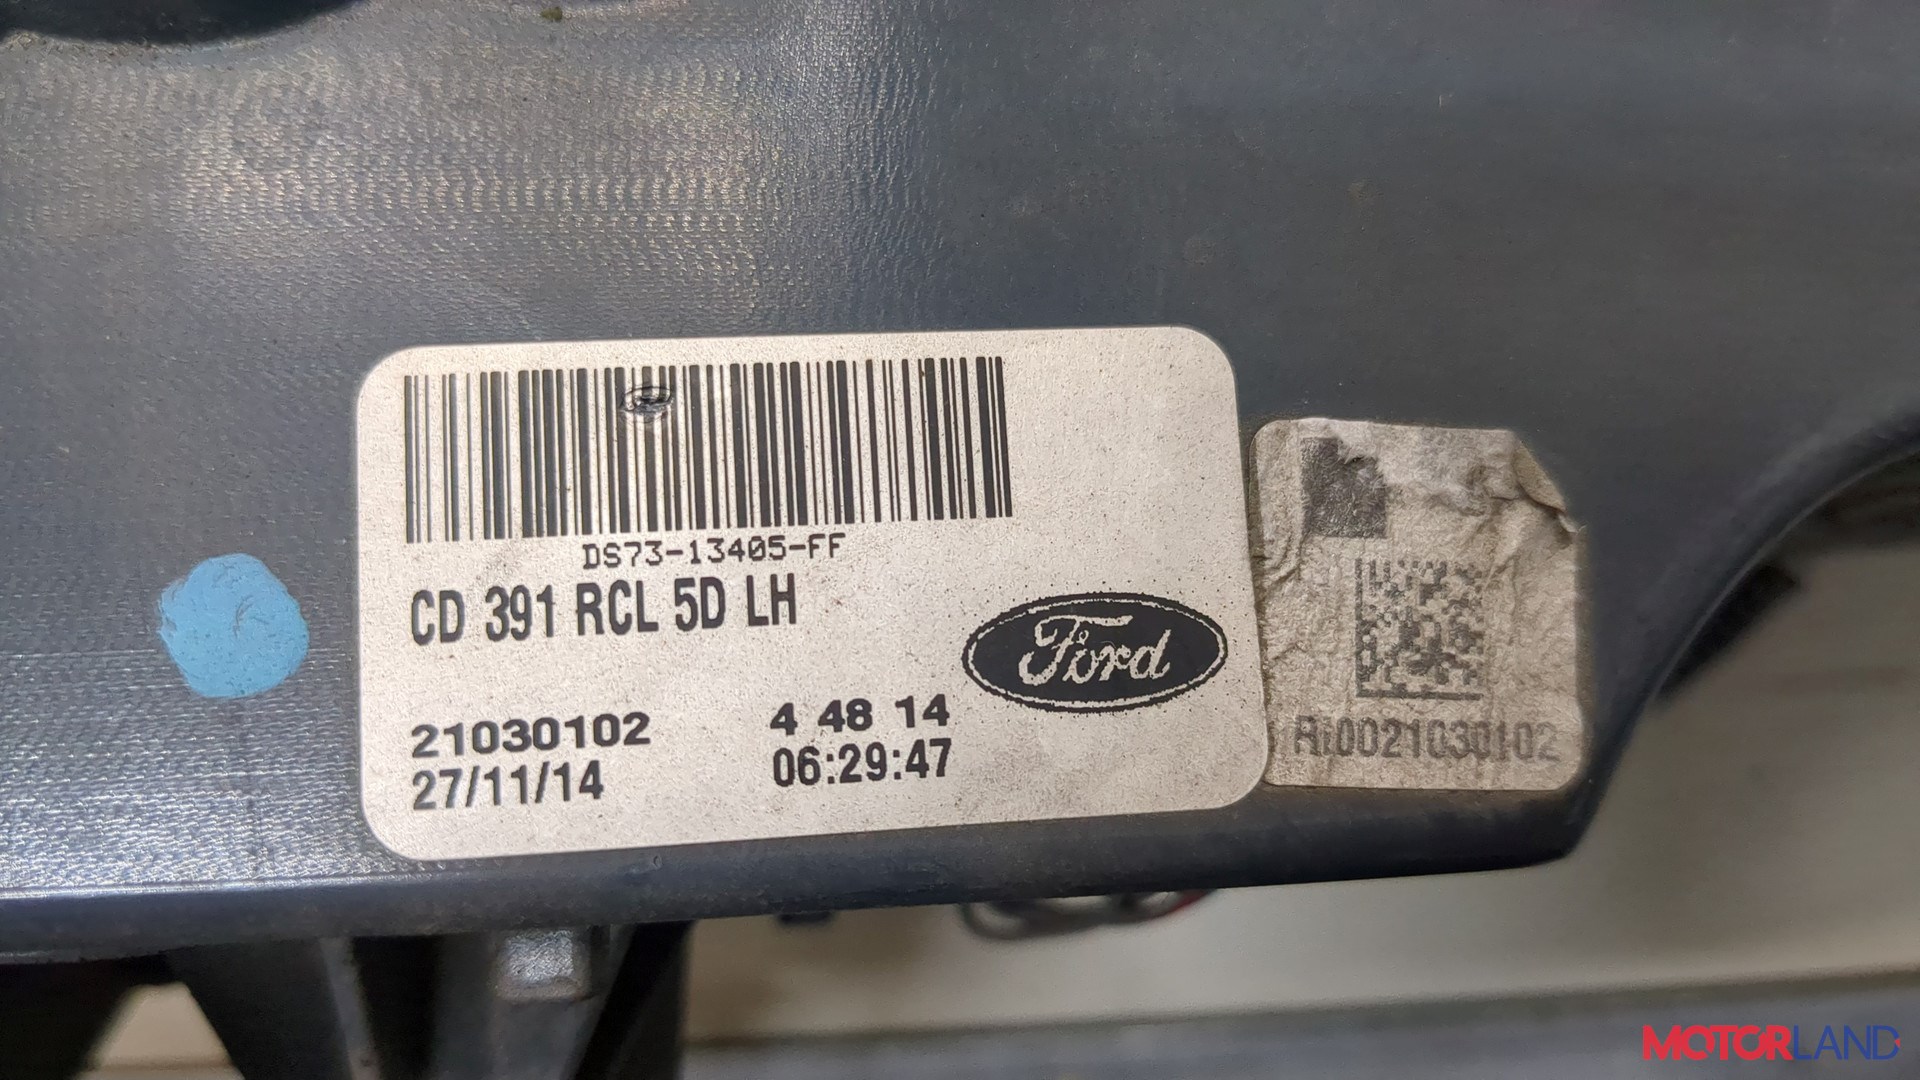 DS73-13405-FF
CD 391 RCL 5D LH
Ford
21030102 4 48 14
27/11/14 06:29:47
Ri0021030102
MOTORLAND